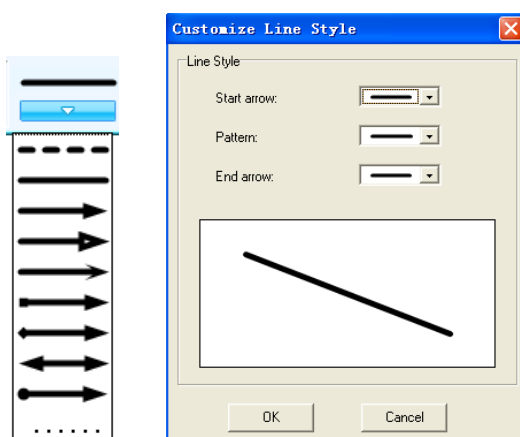 Customize Line Style
Line Style
Start arrow:
Pattern:
End arrow:
OK
Cancel